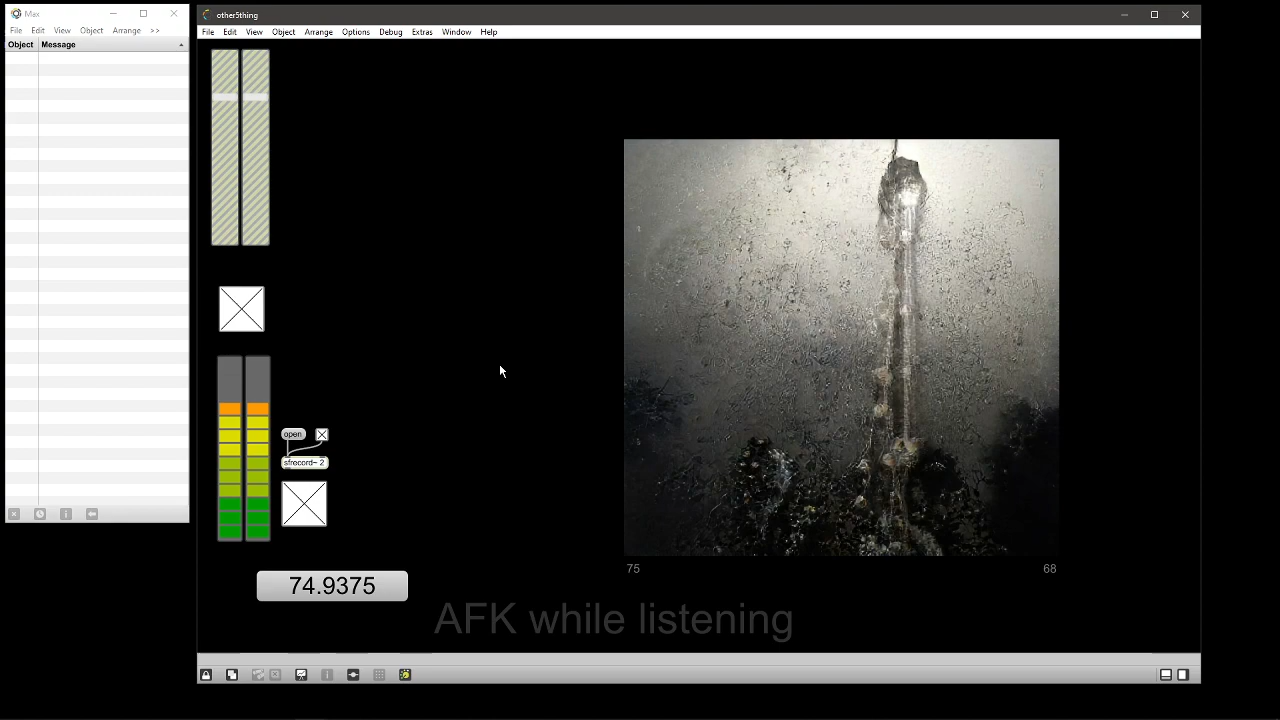 Max
File Edit View Object Arrange >>
Object Message
other5thing
File Edit View Object Arrange Options Debug Extras Window Help
open
sfrecord~ 2
74.9375
75 68
AFK while listening